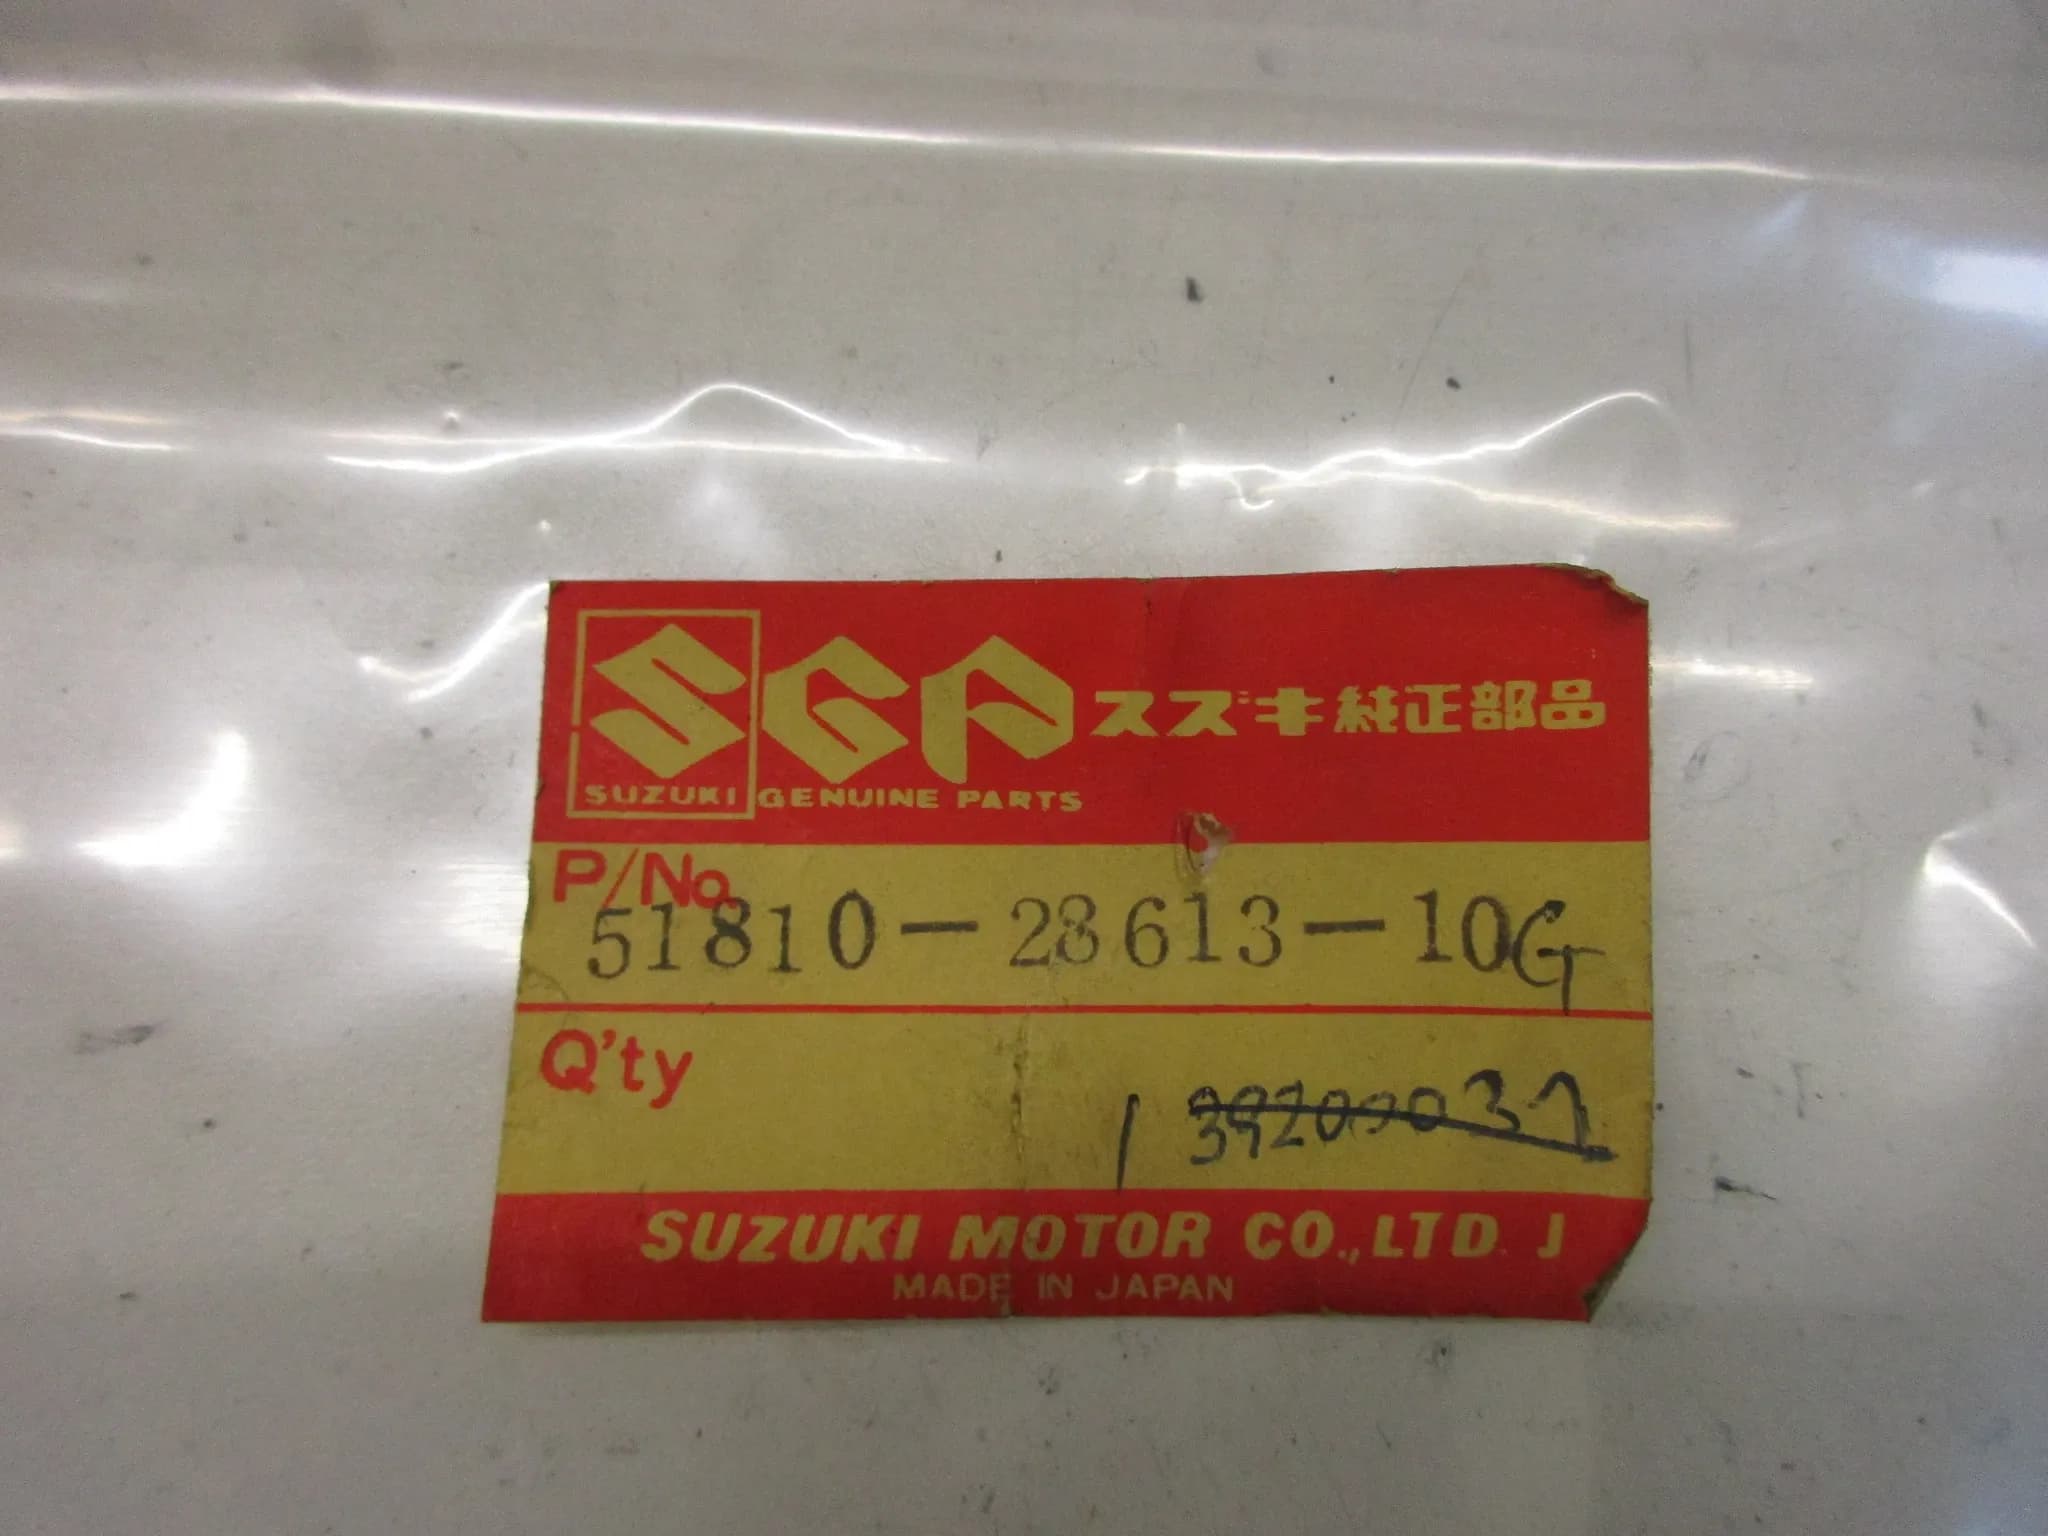 SGP スズキ純正部品
SUZUKI GENUINE PARTS
P/No.
51810-28613-10G
Q'ty
1 39200037
SUZUKI MOTOR CO., LTD. J
MADE IN JAPAN